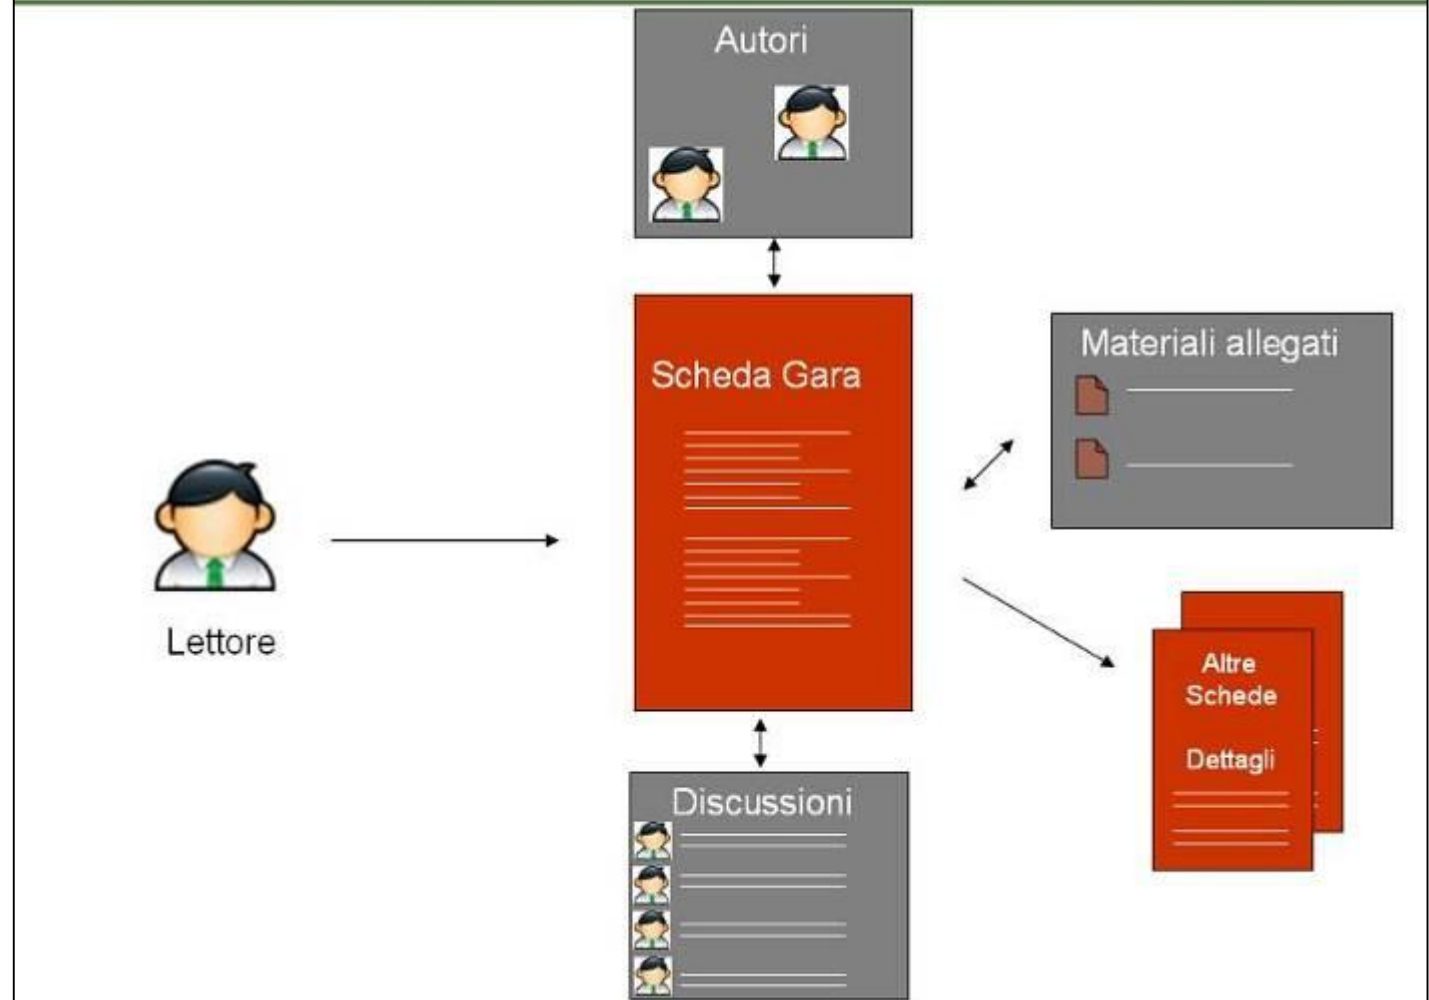 Autori
Scheda Gara
Materiali allegati
Lettore
Altre
Schede
Dettagli
Discussioni